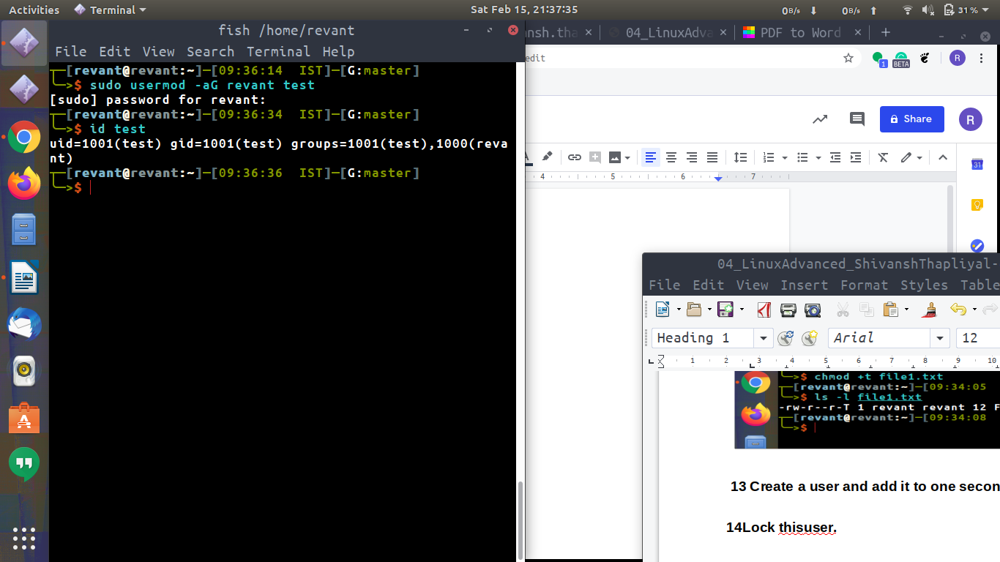 Activities Terminal Sat Feb 15, 21:37:35 0B/s 0B/s 31%
fish /home/revant
nsh.tha 04_LinuxAdva PDF to Word
File Edit View Search Terminal Help
edit
1 BETA R
[revant@revant:~]─[09:36:14 IST]─[G:master]
>$ sudo usermod -aG revant test
[sudo] password for revant:
[revant@revant:~]─[09:36:34 IST]─[G:master]
>$ id test
uid=1001(test) gid=1001(test) groups=1001(test),1000(reva
nt)
[revant@revant:~]─[09:36:36 IST]─[G:master]
>$
Share R
31
4 5 6 7
04_LinuxAdvanced_ShivanshThapliyal-
File Edit View Insert Format Styles Table
Heading 1 Arial 12
1 2 3 4 5 6 7 8 9 10
>$ chmod +t file1.txt
[revant@revant:~]─[09:34:05
>$ ls -l file1.txt
-rw-r--r-T 1 revant revant 12 F
[revant@revant:~]─[09:34:08
>$
13 Create a user and add it to one secon
14Lock thisuser.